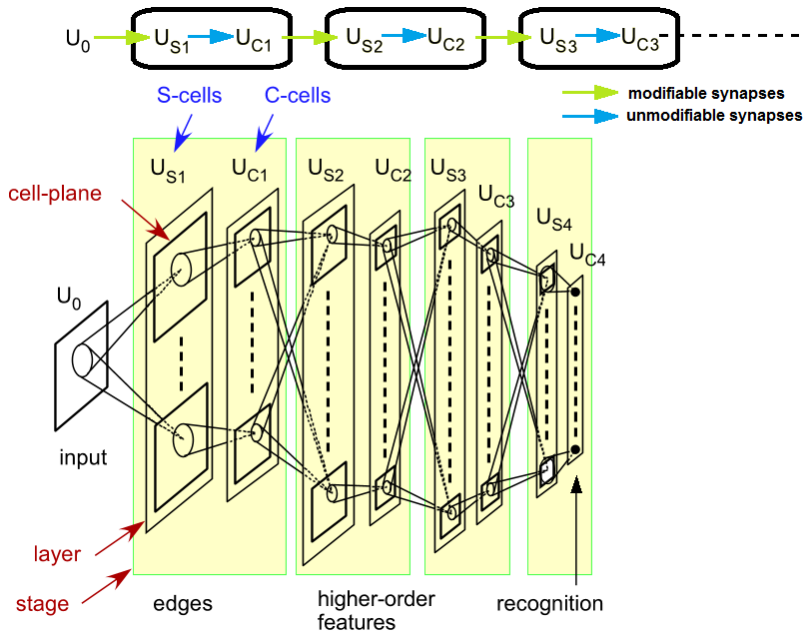 U0 US1 UC1 US2 UC2 US3 UC3
modifiable synapses
unmodifiable synapses
S-cells C-cells
US1 UC1 US2 UC2 US3
UC3
US4
UC4
cell-plane
U0
input
layer
stage
edges
higher-order
features
recognition